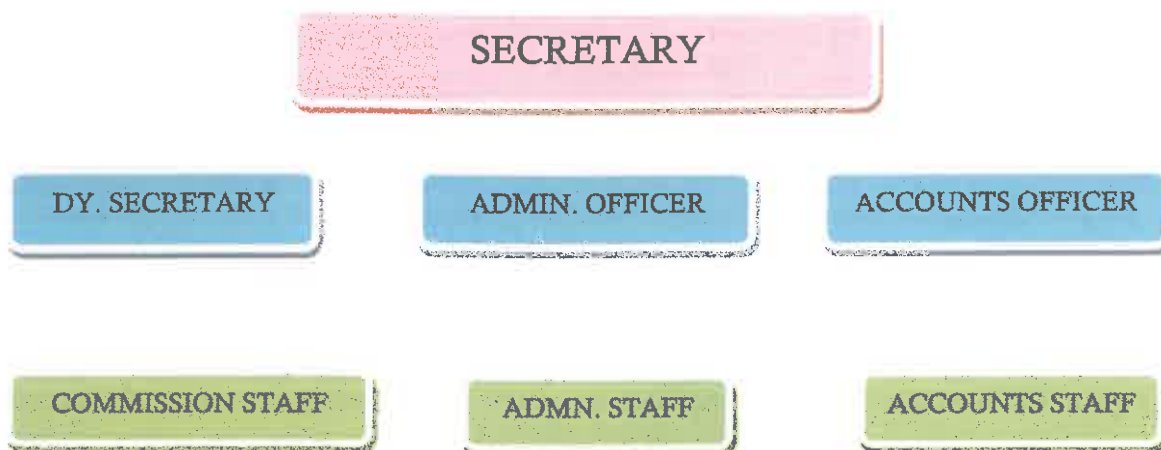 SECRETARY
DY. SECRETARY
ADMIN. OFFICER
ACCOUNTS OFFICER
COMMISSION STAFF
ADMN. STAFF
ACCOUNTS STAFF